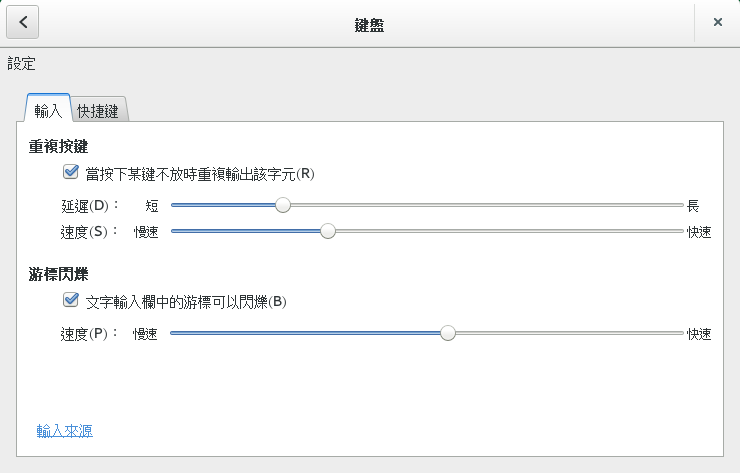 鍵盤
設定
輸入 快捷鍵
重複按鍵
當按下某鍵不放時重複輸出該字元(R)
延遲(D)： 短 長
速度(S)： 慢速 快速
游標閃爍
文字輸入欄中的游標可以閃爍(B)
速度(P)： 慢速 快速
輸入來源